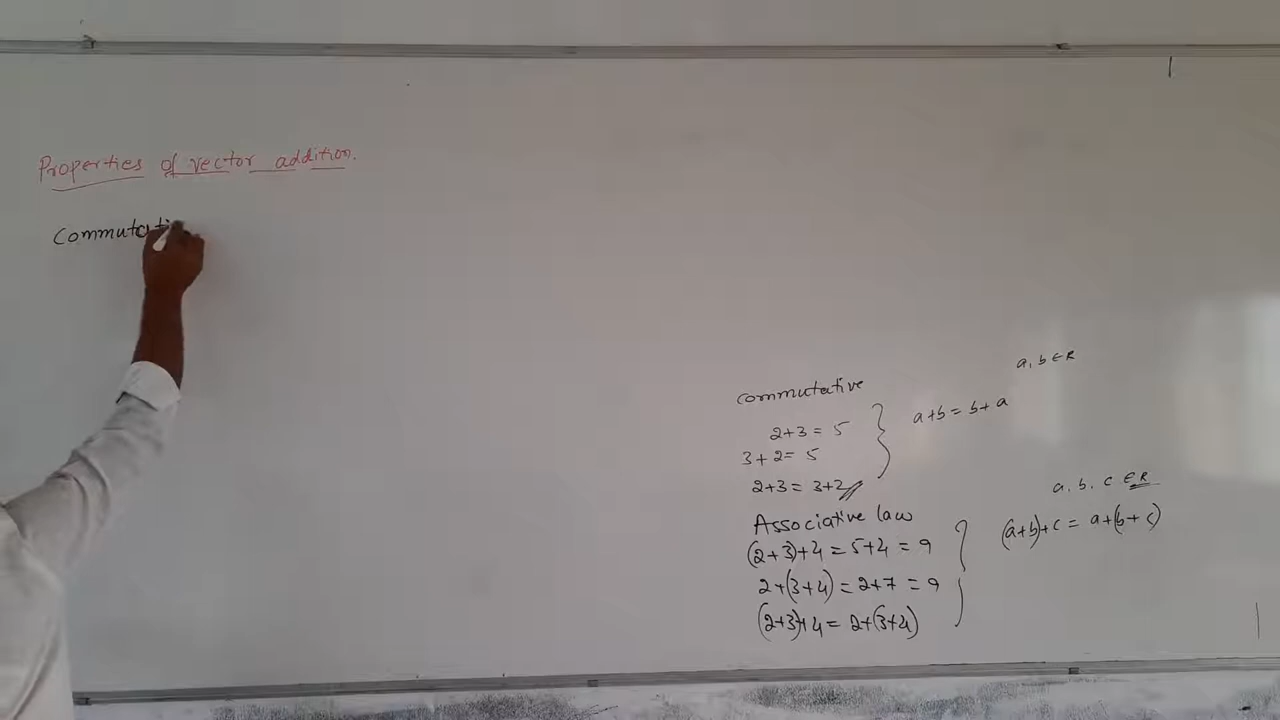 Properties of vector addition.
Commutati
commutative
a, b ∈ R
2+3 = 5
a+b = b+a
3+2 = 5
2+3 = 3+2
Associative law
a, b, c ∈ R
(2+3)+4 = 5+4 = 9
(a+b)+c = a+(b+c)
2+(3+4) = 2+7 = 9
(2+3)+4 = 2+(3+4)